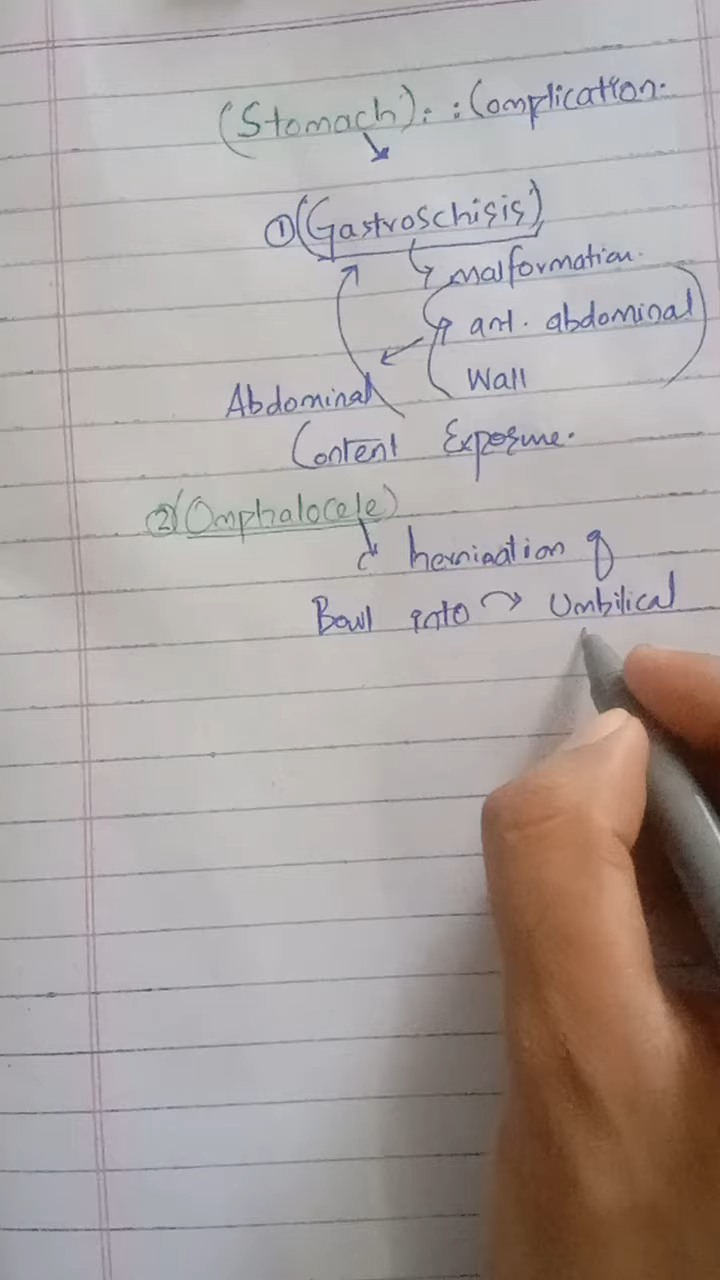 (Stomach): : Complication.
① (Gastroschisis)
malformation.
ant. abdominal
Wall
Abdominal
Content Exposure.
② (Omphalocele)
herniation of
Bowl into Umbilical